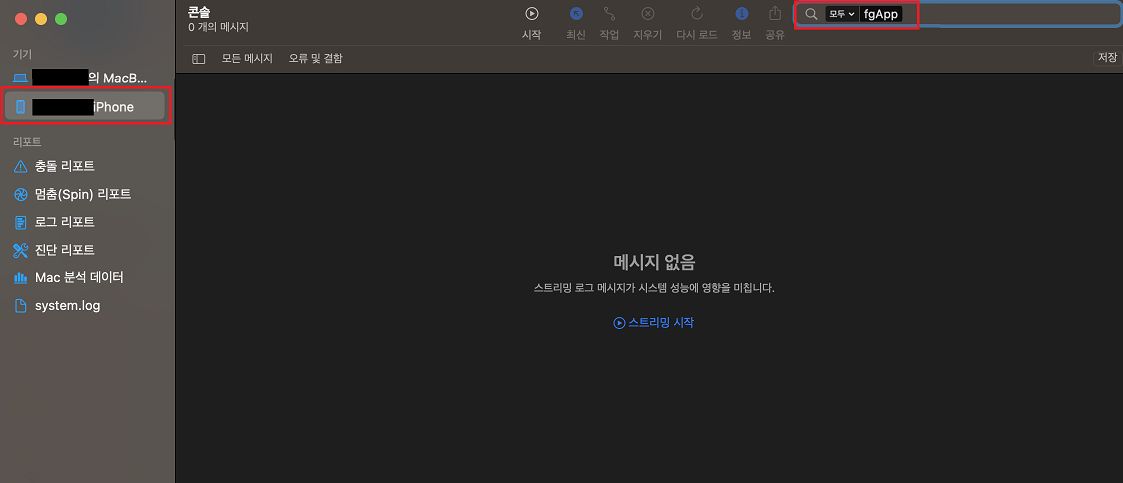 콘솔
0 개의 메시지
시작
최신
작업
지우기
다시 로드
정보
공유
모두
fgApp
모든 메시지
오류 및 결함
저장
기기
의 MacB...
iPhone
리포트
충돌 리포트
멈춤(Spin) 리포트
로그 리포트
진단 리포트
Mac 분석 데이터
system.log
메시지 없음
스트리밍 로그 메시지가 시스템 성능에 영향을 미칩니다.
스트리밍 시작